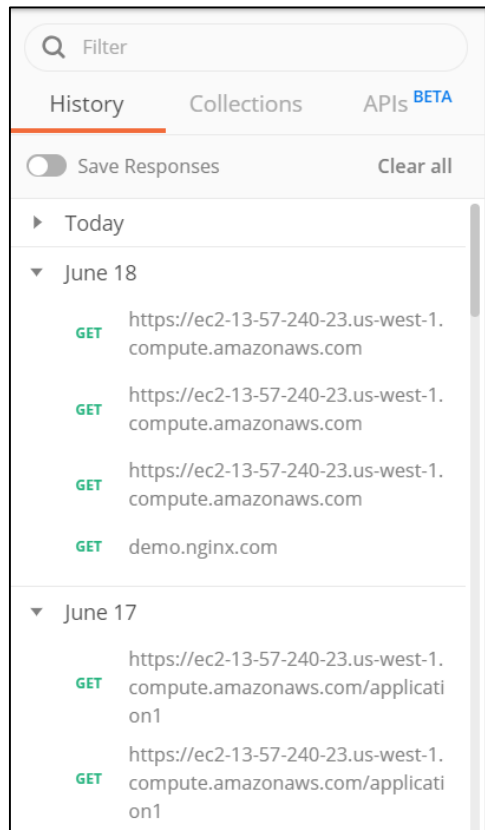 Filter
History Collections APIs BETA
Save Responses Clear all
Today
June 18
GET https://ec2-13-57-240-23.us-west-1.
compute.amazonaws.com
GET https://ec2-13-57-240-23.us-west-1.
compute.amazonaws.com
GET https://ec2-13-57-240-23.us-west-1.
compute.amazonaws.com
GET demo.nginx.com
June 17
https://ec2-13-57-240-23.us-west-1.
GET compute.amazonaws.com/applicati
on1
https://ec2-13-57-240-23.us-west-1.
GET compute.amazonaws.com/applicati
on1